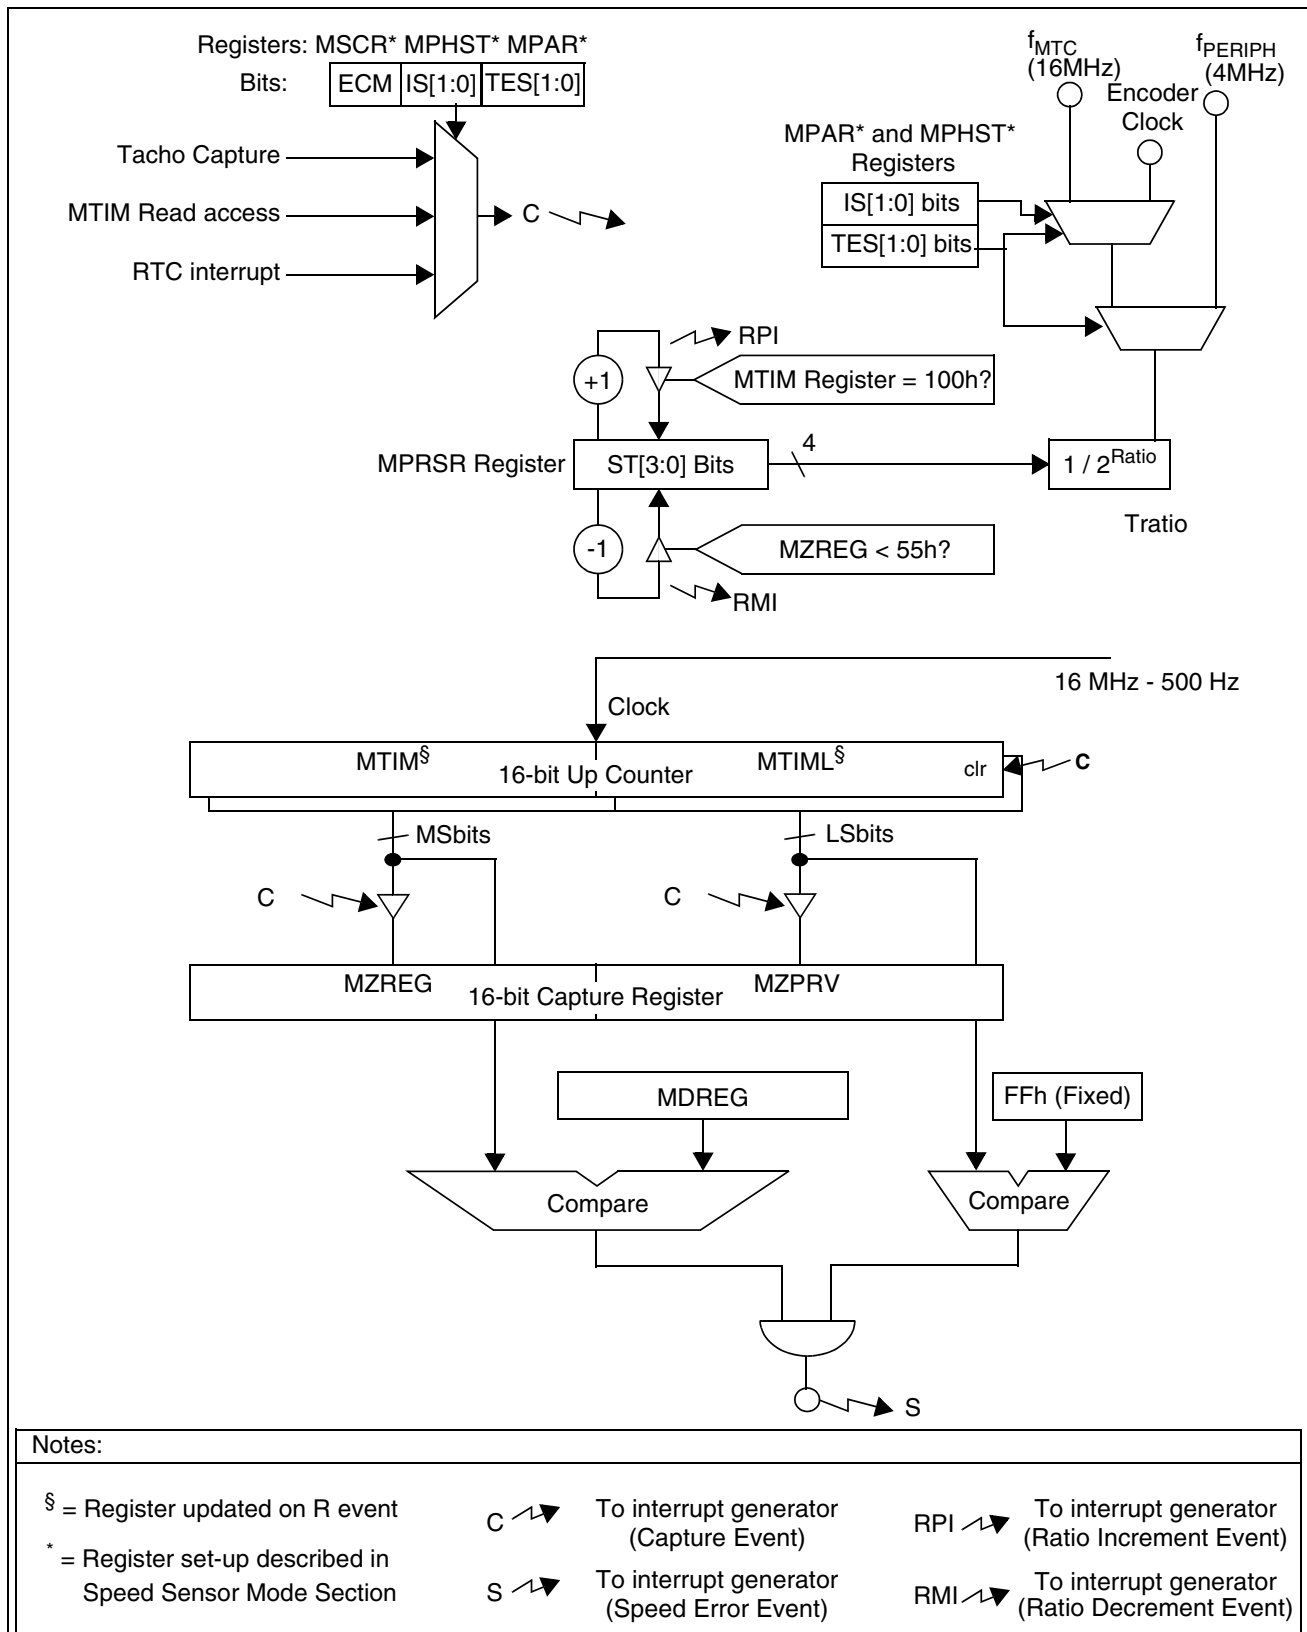 Registers: MSCR* MPHST* MPAR*
Bits:
ECM IS[1:0] TES[1:0]
Tacho Capture
MTIM Read access
RTC interrupt
C
fMTC
(16MHz)
fPERIPH
(4MHz)
Encoder
Clock
MPAR* and MPHST*
Registers
IS[1:0] bits
TES[1:0] bits
RPI
+1
MTIM Register = 100h?
MPRSR Register
ST[3:0] Bits
4
1 / 2^Ratio
Tratio
-1
MZREG < 55h?
RMI
16 MHz - 500 Hz
Clock
MTIM§
MTIML§
16-bit Up Counter
clr
C
MSbits
LSbits
C
C
MZREG
MZPRV
16-bit Capture Register
MDREG
FFh (Fixed)
Compare
Compare
S
Notes:
§ = Register updated on R event
* = Register set-up described in
Speed Sensor Mode Section
C
To interrupt generator
(Capture Event)
S
To interrupt generator
(Speed Error Event)
RPI
To interrupt generator
(Ratio Increment Event)
RMI
To interrupt generator
(Ratio Decrement Event)